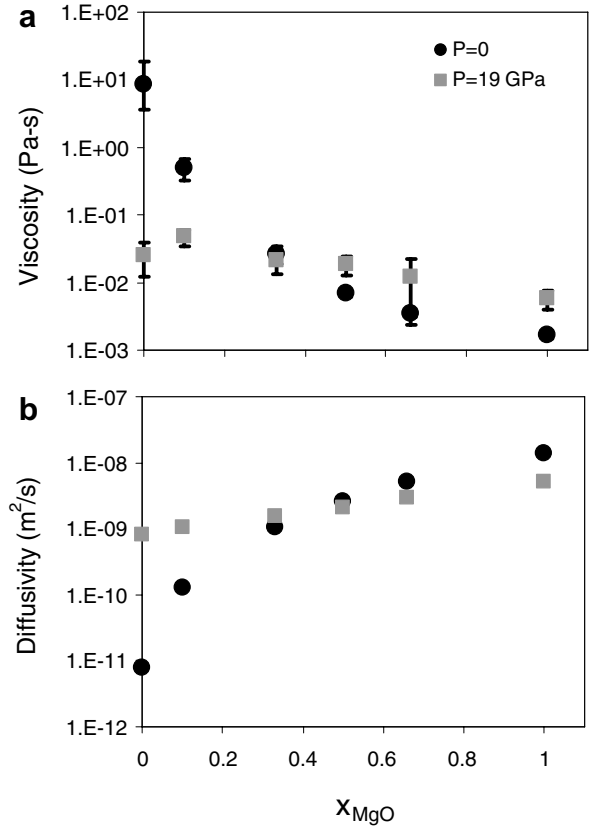 a
1.E+02
1.E+01
1.E+00
1.E-01
1.E-02
1.E-03
Viscosity (Pa-s)
P=0
P=19 GPa
b
1.E-07
1.E-08
1.E-09
1.E-10
1.E-11
1.E-12
Diffusivity (m²/s)
0 0.2 0.4 0.6 0.8 1
xMgO